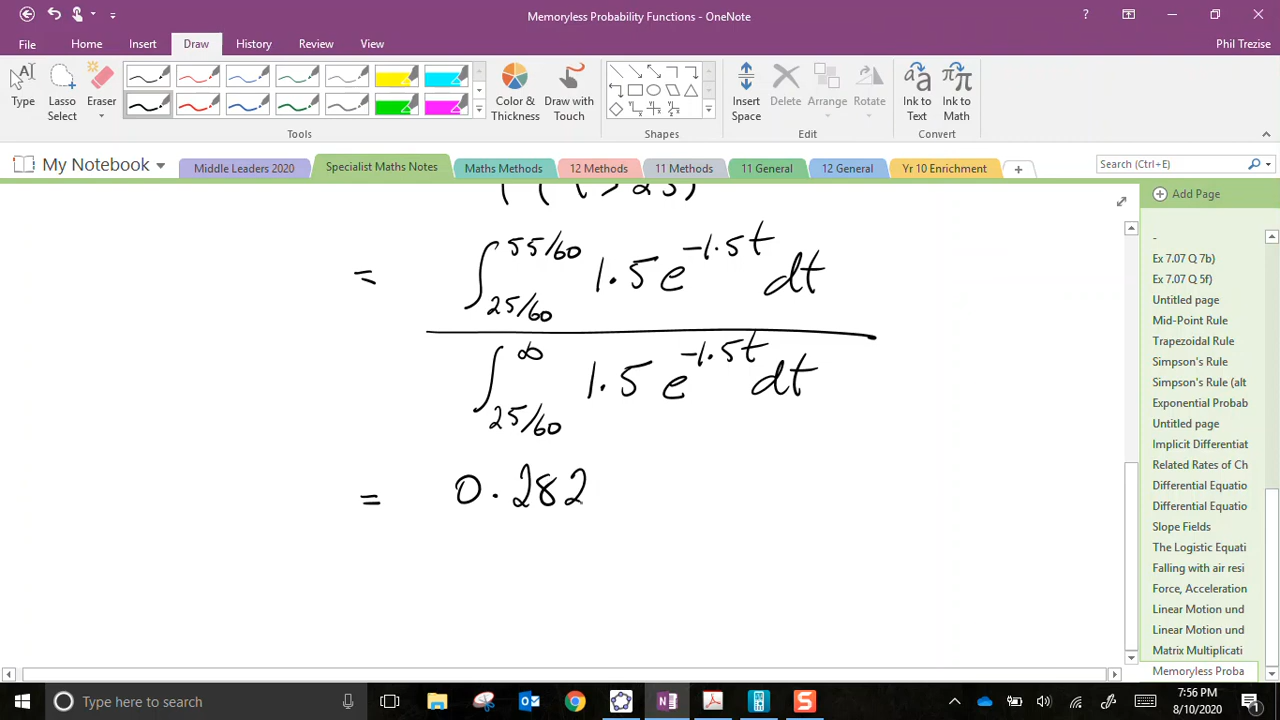 Memoryless Probability Functions - OneNote
?
File
Home
Insert
Draw
History
Review
View
Phil Trezise
Type
Lasso Select
Eraser
Color & Thickness
Draw with Touch
Insert Space
Delete
Arrange
Rotate
Ink to Text
Ink to Math
Tools
Shapes
Edit
Convert
My Notebook
Middle Leaders 2020
Specialist Maths Notes
Maths Methods
12 Methods
11 Methods
11 General
12 General
Yr 10 Enrichment
Search (Ctrl+E)
Add Page
-
Ex 7.07 Q 7b)
Ex 7.07 Q 5f)
Untitled page
Mid-Point Rule
Trapezoidal Rule
Simpson's Rule
Simpson's Rule (alt
Exponential Probab
Untitled page
Implicit Differentiat
Related Rates of Ch
Differential Equatio
Differential Equatio
Slope Fields
The Logistic Equati
Falling with air resi
Force, Acceleration
Linear Motion und
Linear Motion und
Matrix Multiplicati
Memoryless Proba
= ∫_{25/60}^{55/60} 1.5e^{-1.5t} dt
∫_{25/60}^{∞} 1.5e^{-1.5t} dt
= 0.282
Type here to search
7:56 PM
8/10/2020
1